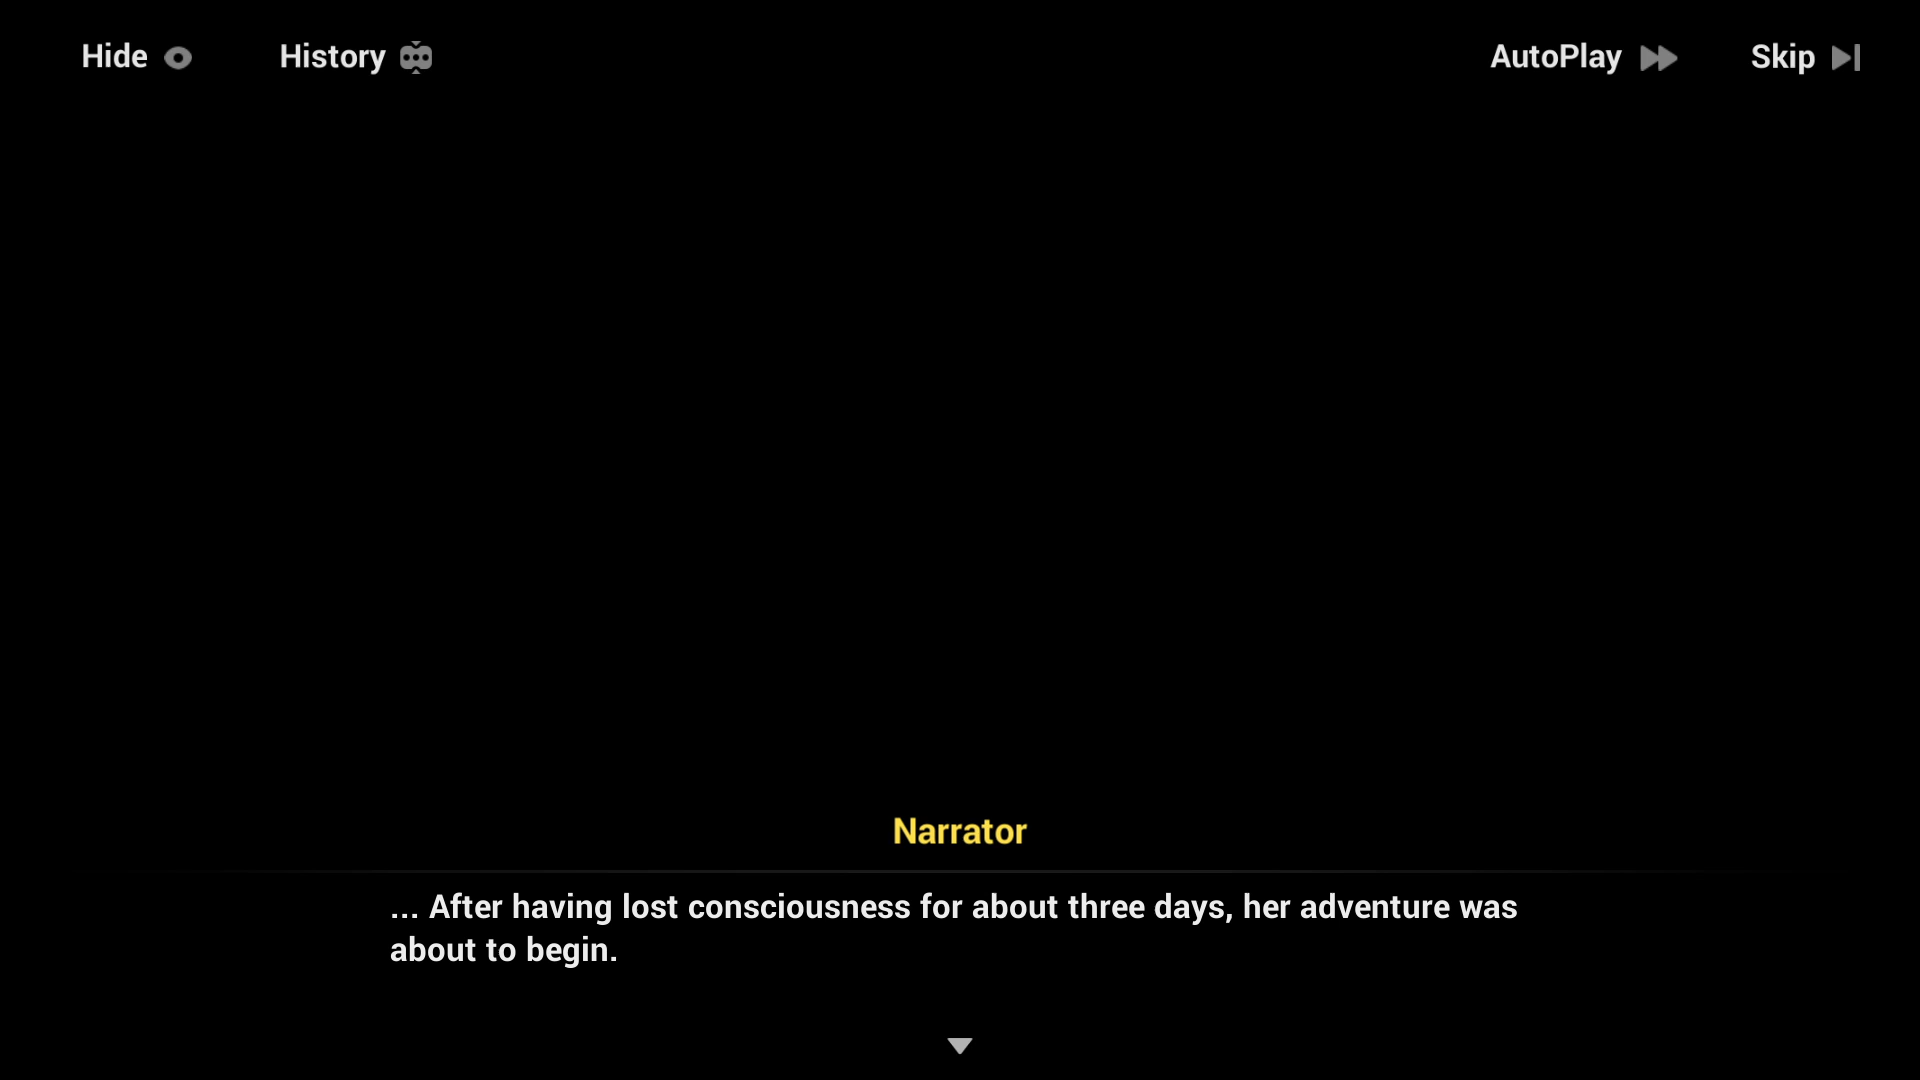 Hide
History
AutoPlay
Skip
Narrator
... After having lost consciousness for about three days, her adventure was
about to begin.